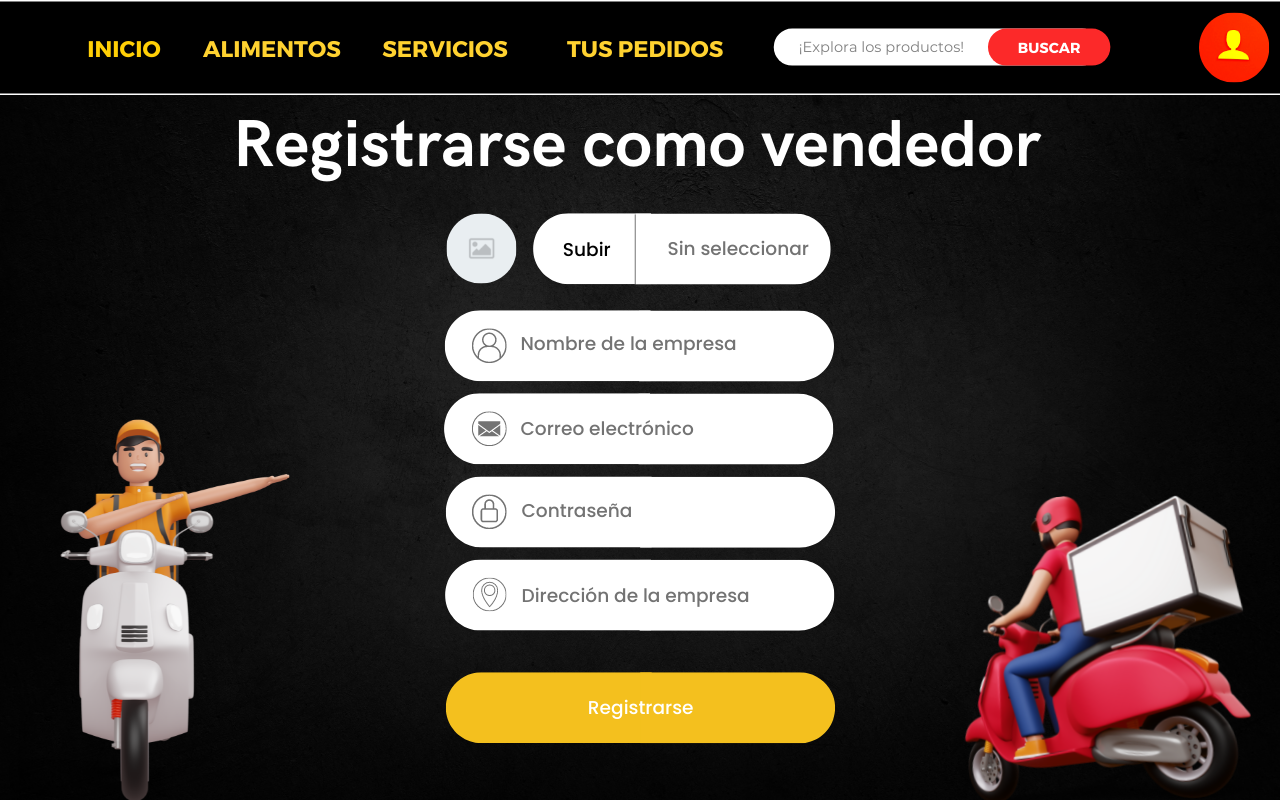 INICIO ALIMENTOS SERVICIOS TUS PEDIDOS ¡Explora los productos! BUSCAR
Registrarse como vendedor
Subir Sin seleccionar
Nombre de la empresa
Correo electrónico
Contraseña
Dirección de la empresa
Registrarse